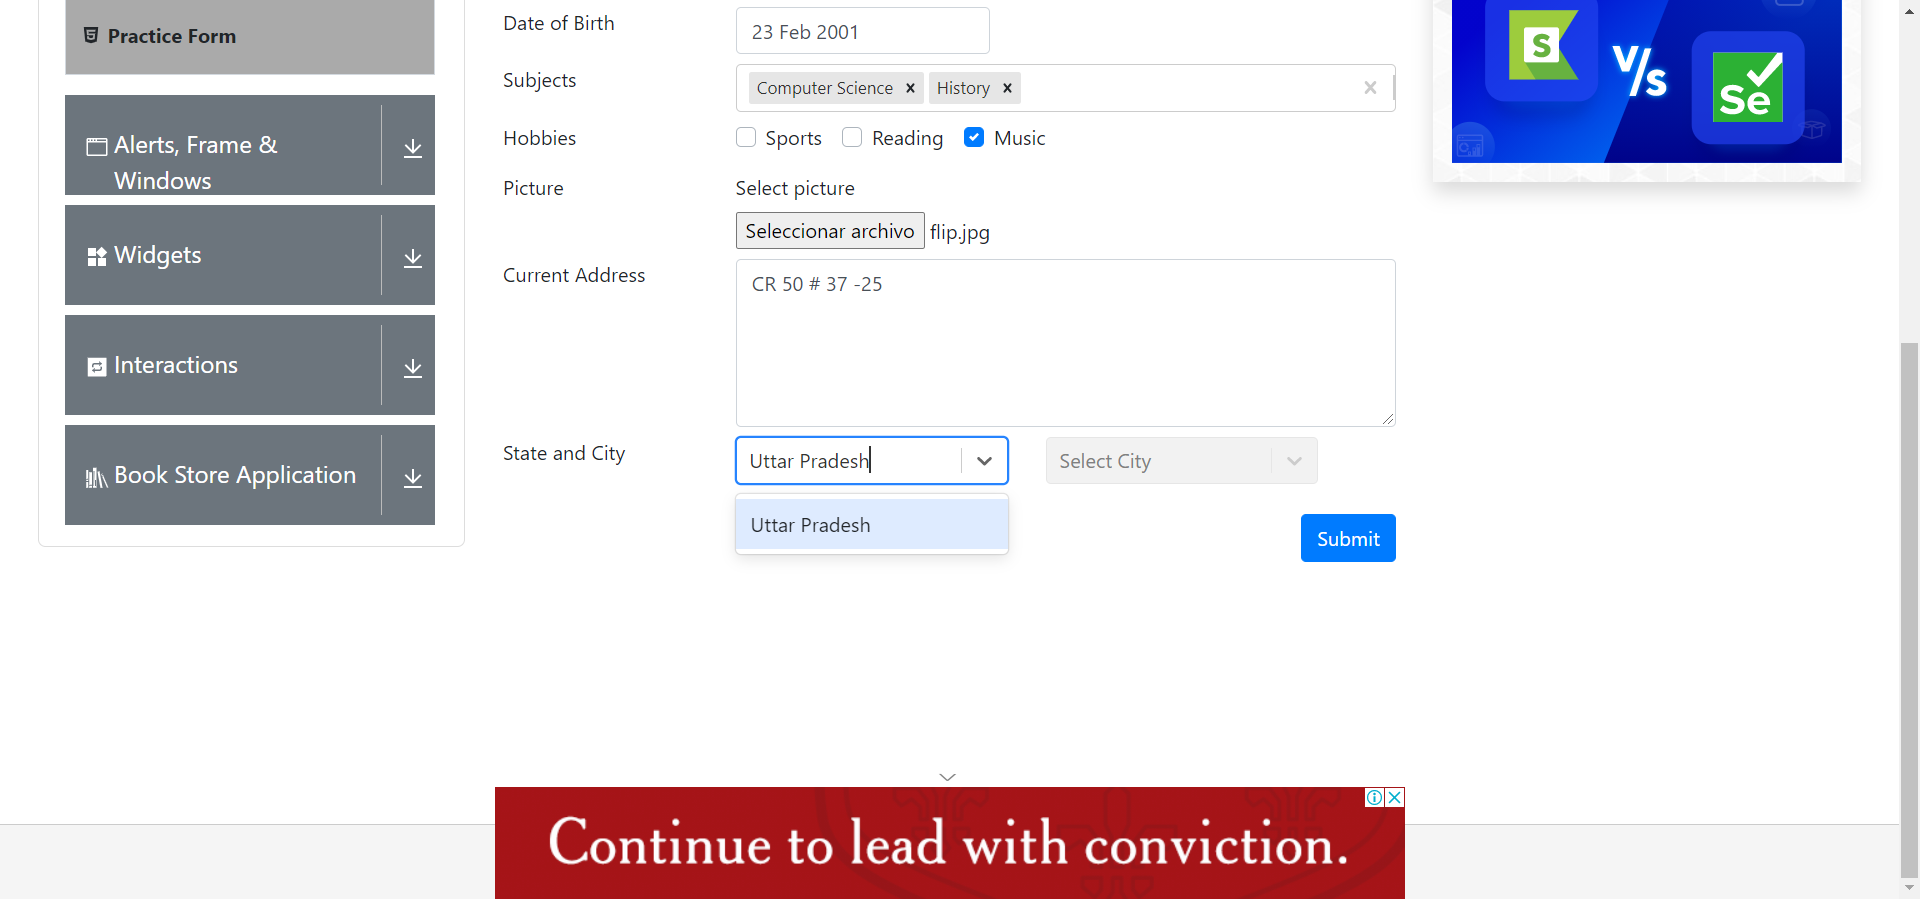 Practice Form
Alerts, Frame &
Windows
Widgets
Interactions
Book Store Application
Date of Birth
23 Feb 2001
Subjects
Computer Science
History
Hobbies
Sports Reading Music
Picture
Select picture
Seleccionar archivo flip.jpg
Current Address
CR 50 # 37 -25
State and City
Uttar Pradesh
Select City
Uttar Pradesh
Submit
S
V/s
Se
Continue to lead with conviction.